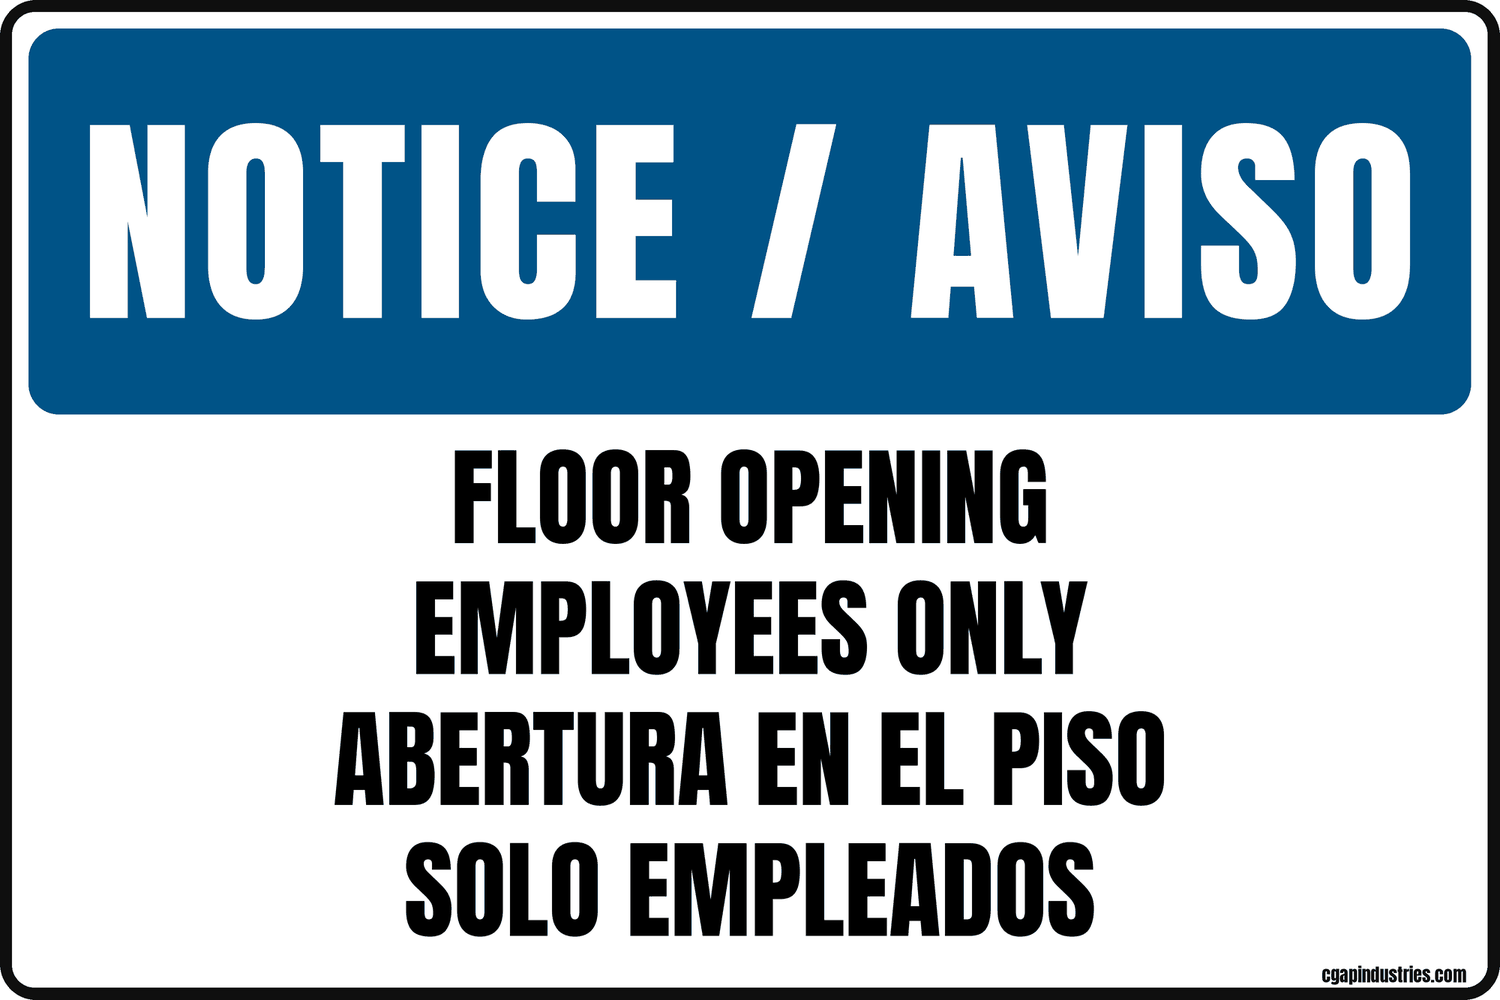 NOTICE / AVISO
FLOOR OPENING
EMPLOYEES ONLY
ABERTURA EN EL PISO
SOLO EMPLEADOS
cgapindustries.com